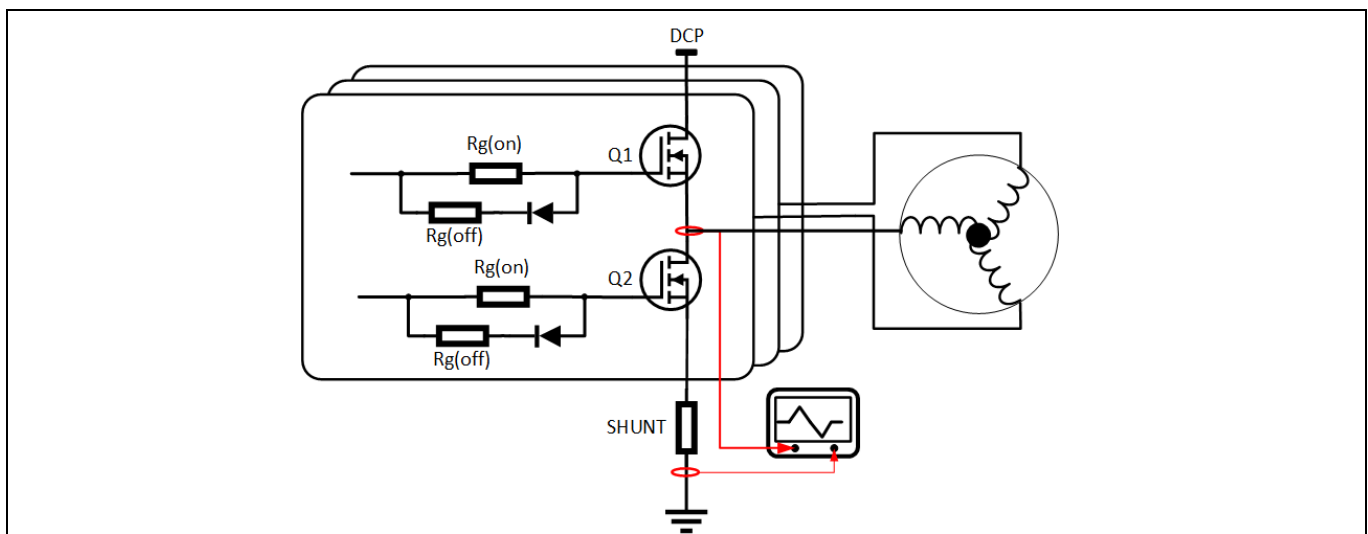 DCP
Rg(on)
Q1
Rg(off)
Rg(on)
Q2
Rg(off)
SHUNT